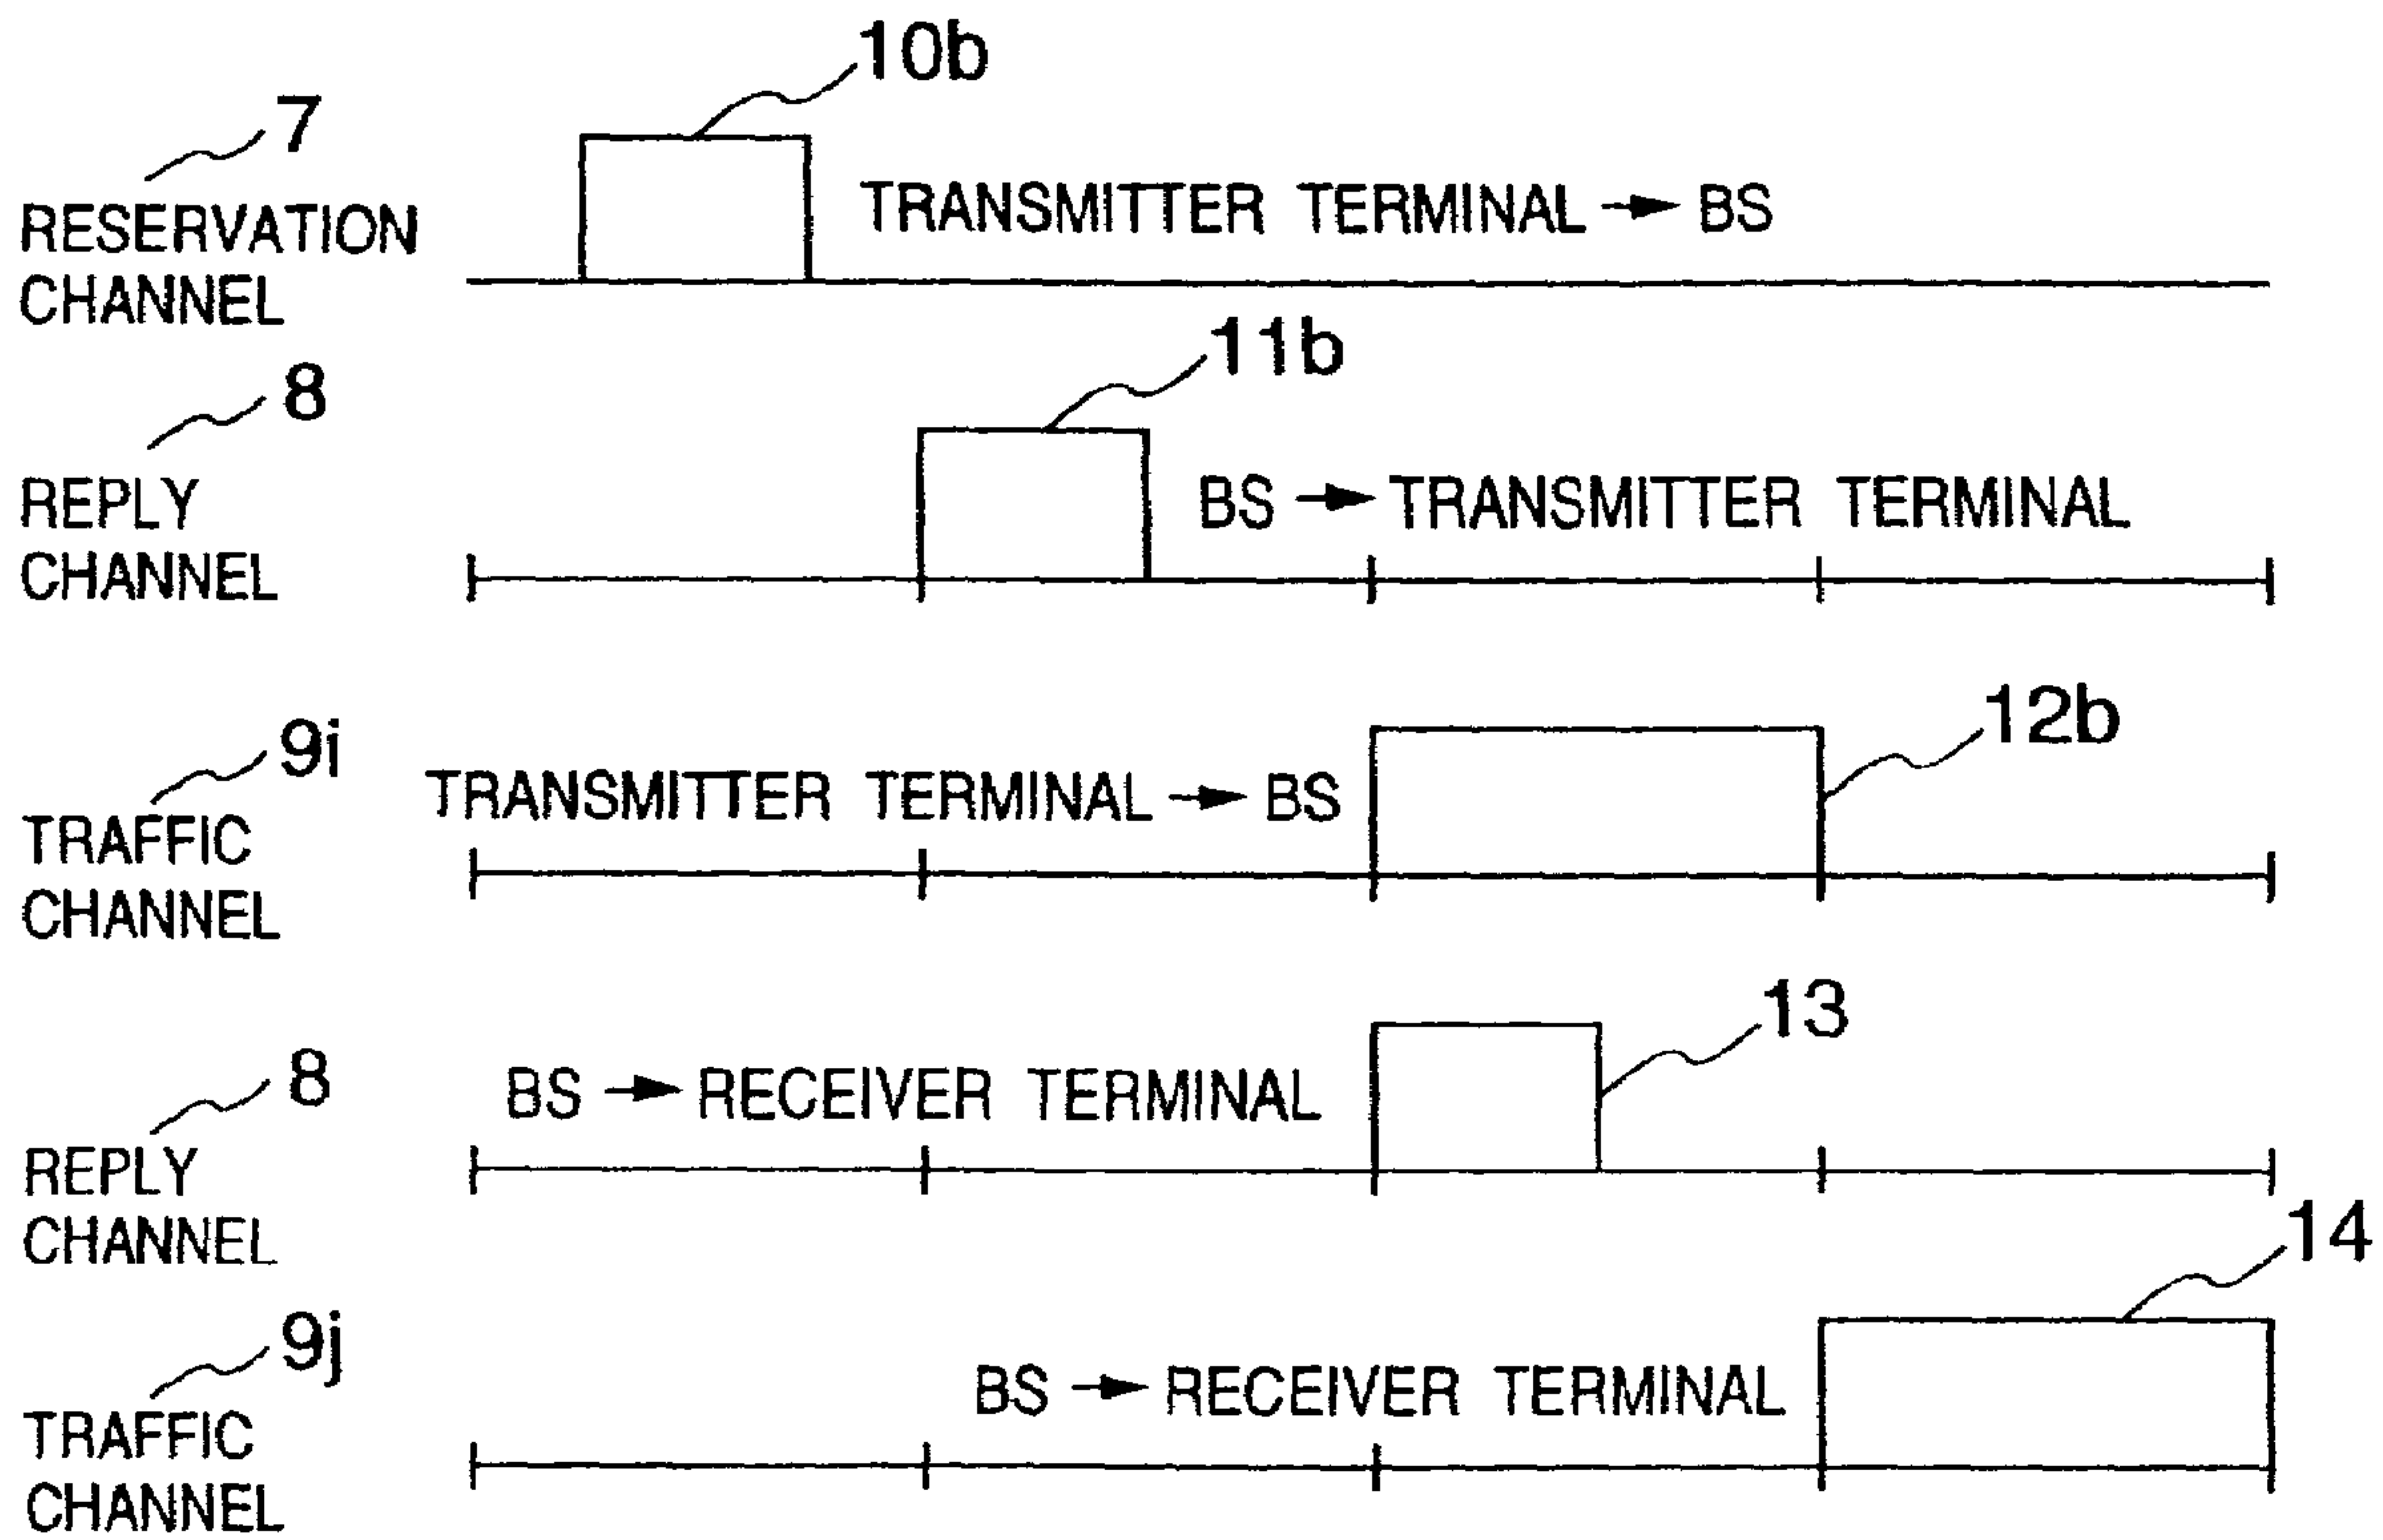 10b
7
RESERVATION
CHANNEL
TRANSMITTER TERMINAL → BS
11b
8
REPLY
CHANNEL
BS → TRANSMITTER TERMINAL
12b
9i
TRAFFIC
CHANNEL
TRANSMITTER TERMINAL → BS
13
8
REPLY
CHANNEL
BS → RECEIVER TERMINAL
14
9j
TRAFFIC
CHANNEL
BS → RECEIVER TERMINAL